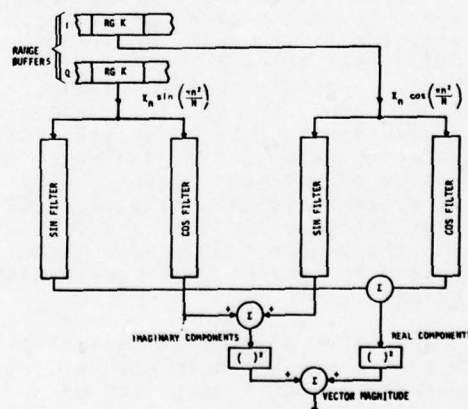 RANGE
BUFFERS
I
RG K
Q
RG K
X_n sin (πn²/N)
X_n cos (πn²/N)
SIN FILTER
COS FILTER
SIN FILTER
COS FILTER
Σ
+ Σ +
IMAGINARY COMPONENTS
REAL COMPONENTS
( )²
( )²
+ Σ +
VECTOR MAGNITUDE